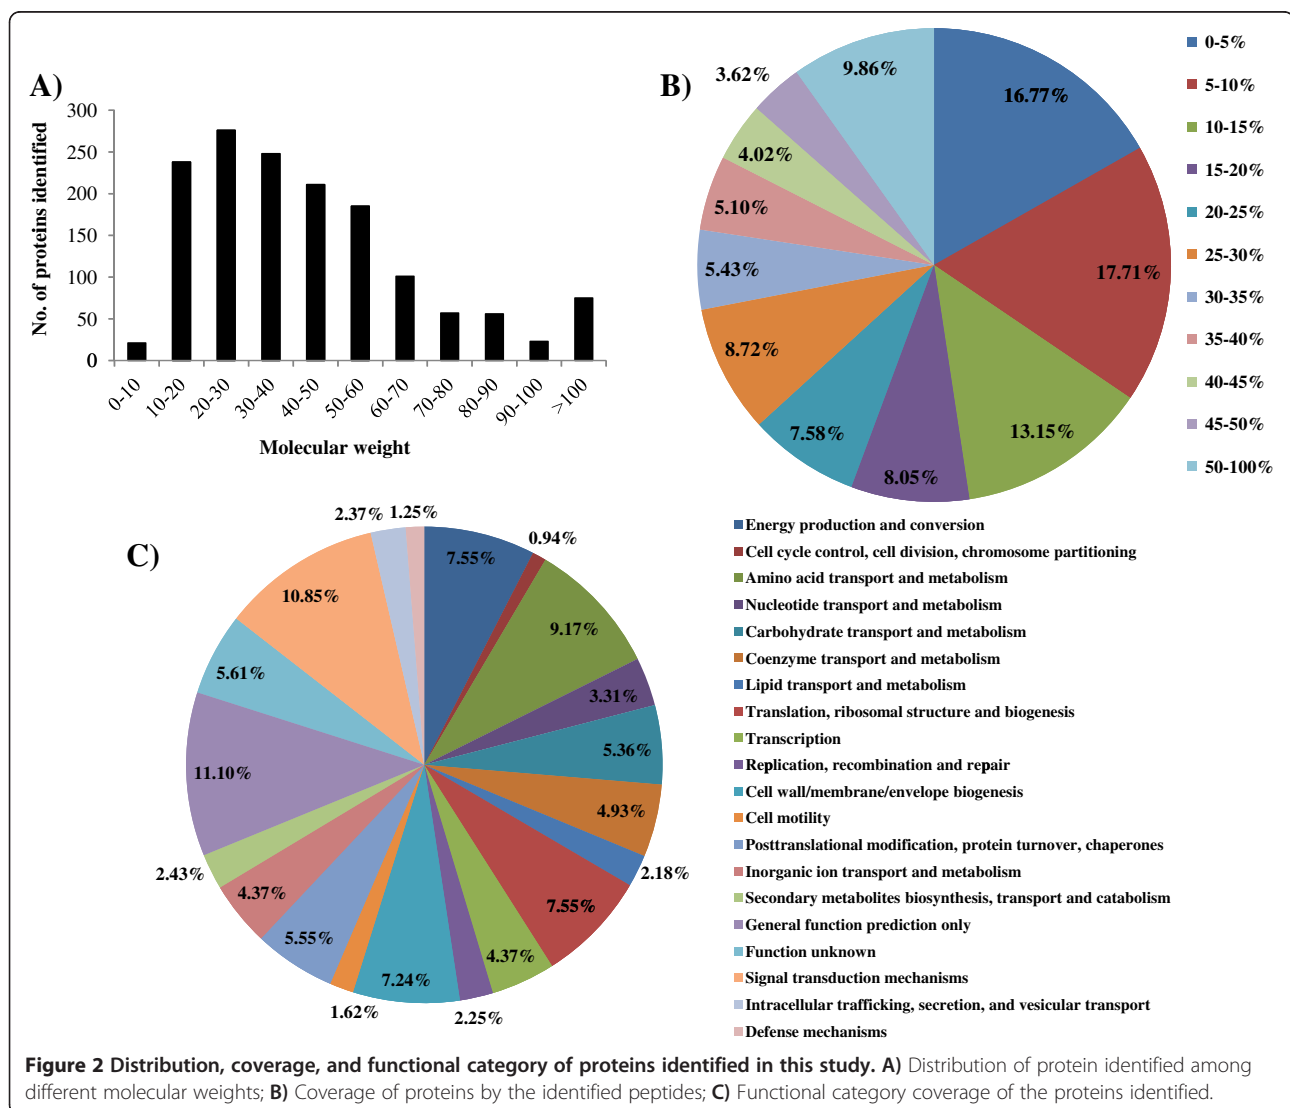 A)
300
250
200
150
100
50
0
No. of proteins identified
0-10
10-20
20-30
30-40
40-50
50-60
60-70
70-80
80-90
90-100
>100
Molecular weight
B)
16.77%
17.71%
13.15%
8.05%
7.58%
8.72%
5.43%
5.10%
4.02%
3.62%
9.86%
0-5%
5-10%
10-15%
15-20%
20-25%
25-30%
30-35%
35-40%
40-45%
45-50%
50-100%
C)
7.55%
0.94%
9.17%
3.31%
5.36%
4.93%
2.18%
7.55%
4.37%
2.25%
7.24%
1.62%
5.55%
4.37%
2.43%
11.10%
5.61%
10.85%
2.37%
1.25%
Energy production and conversion
Cell cycle control, cell division, chromosome partitioning
Amino acid transport and metabolism
Nucleotide transport and metabolism
Carbohydrate transport and metabolism
Coenzyme transport and metabolism
Lipid transport and metabolism
Translation, ribosomal structure and biogenesis
Transcription
Replication, recombination and repair
Cell wall/membrane/envelope biogenesis
Cell motility
Posttranslational modification, protein turnover, chaperones
Inorganic ion transport and metabolism
Secondary metabolites biosynthesis, transport and catabolism
General function prediction only
Function unknown
Signal transduction mechanisms
Intracellular trafficking, secretion, and vesicular transport
Defense mechanisms
Figure 2 Distribution, coverage, and functional category of proteins identified in this study. A) Distribution of protein identified among
different molecular weights; B) Coverage of proteins by the identified peptides; C) Functional category coverage of the proteins identified.